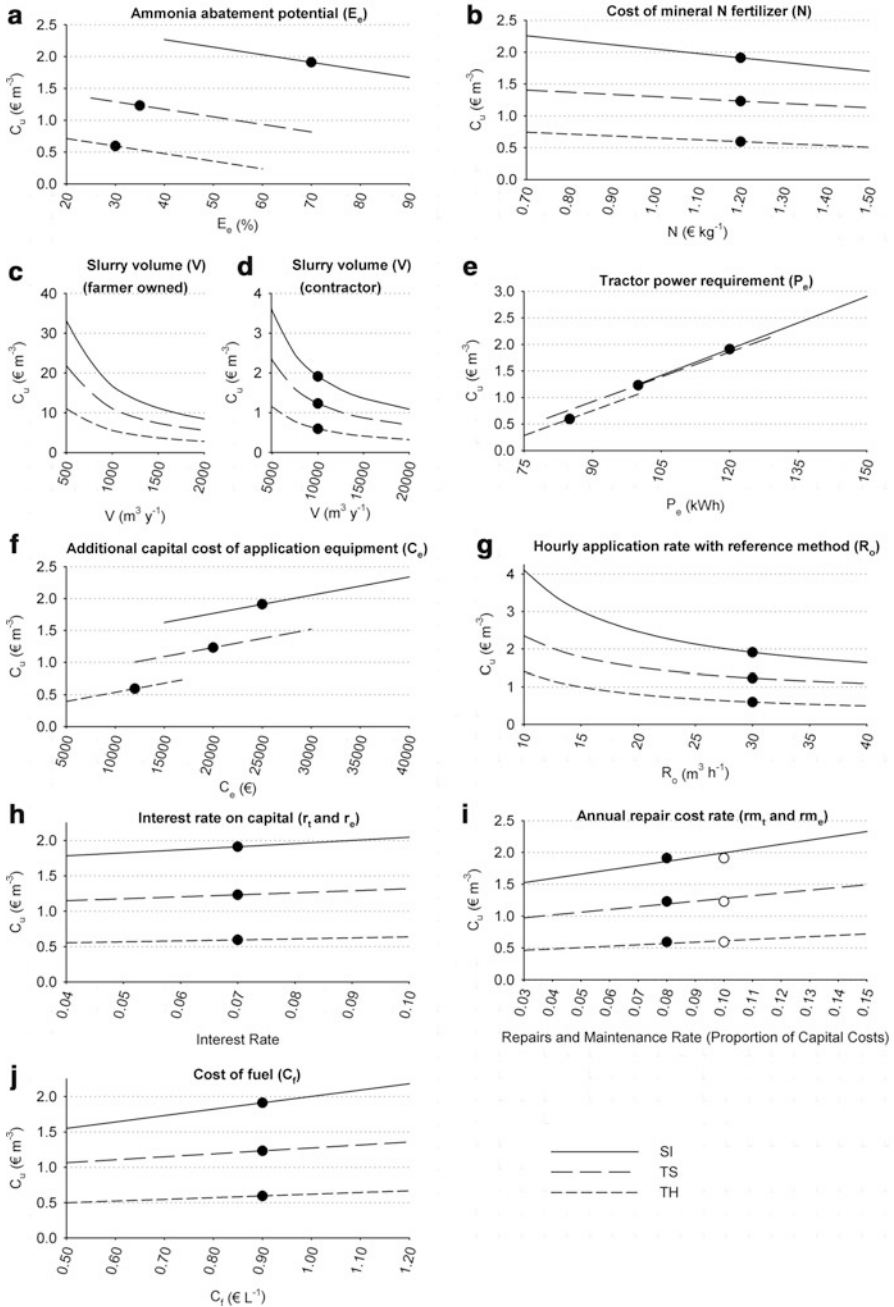 a Ammonia abatement potential (Eₑ)
2.5
2.0
1.5
1.0
0.5
0.0
Cᵤ (€ m⁻³)
20 30 40 50 60 70 80 90
Eₑ (%)
b Cost of mineral N fertilizer (N)
2.5
2.0
1.5
1.0
0.5
0.0
Cᵤ (€ m⁻³)
0.70 0.80 0.90 1.00 1.10 1.20 1.30 1.40 1.50
N (€ kg⁻¹)
c Slurry volume (V)
(farmer owned)
40
30
20
10
0
Cᵤ (€ m⁻³)
500 1000 1500 2000
V (m³ y⁻¹)
d Slurry volume (V)
(contractor)
4
3
2
1
0
Cᵤ (€ m⁻³)
5000 10000 15000 20000
V (m³ y⁻¹)
e Tractor power requirement (Pₑ)
3.5
3.0
2.5
2.0
1.5
1.0
0.5
0.0
Cᵤ (€ m⁻³)
75 90 105 120 135 150
Pₑ (kWh)
f Additional capital cost of application equipment (Cₑ)
2.5
2.0
1.5
1.0
0.5
0.0
Cᵤ (€ m⁻³)
5000 10000 15000 20000 25000 30000 35000 40000
Cₑ (€)
g Hourly application rate with reference method (Rₒ)
4
3
2
1
0
Cᵤ (€ m⁻³)
10 15 20 25 30 35 40
Rₒ (m³ h⁻¹)
h Interest rate on capital (rₜ and rₑ)
2.0
1.5
1.0
0.5
0.0
Cᵤ (€ m⁻³)
0.04 0.05 0.06 0.07 0.08 0.09 0.10
Interest Rate
i Annual repair cost rate (rmₜ and rmₑ)
2.5
2.0
1.5
1.0
0.5
0.0
Cᵤ (€ m⁻³)
0.03 0.04 0.05 0.06 0.07 0.08 0.09 0.10 0.11 0.12 0.13 0.14 0.15
Repairs and Maintenance Rate (Proportion of Capital Costs)
j Cost of fuel (C_f)
2.0
1.5
1.0
0.5
0.0
Cᵤ (€ m⁻³)
0.50 0.60 0.70 0.80 0.90 1.00 1.10 1.20
C_f (€ L⁻¹)
SI
TS
TH